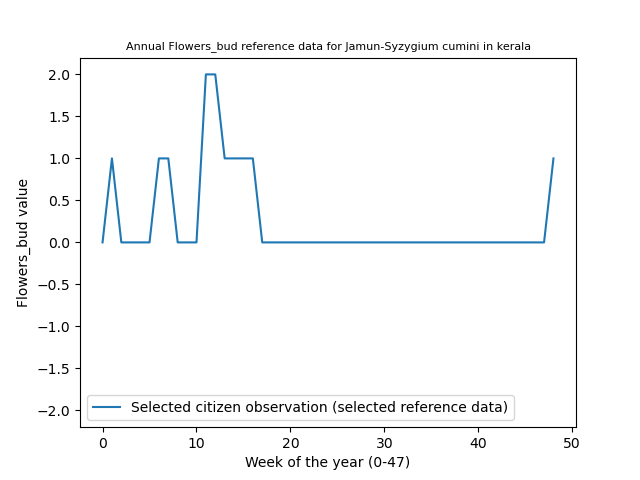 Annual Flowers_bud reference data for Jamun-Syzygium cumini in kerala
2.0
1.5
1.0
0.5
0.0
−0.5
−1.0
−1.5
−2.0
Flowers_bud value
Selected citizen observation (selected reference data)
0 10 20 30 40 50
Week of the year (0-47)